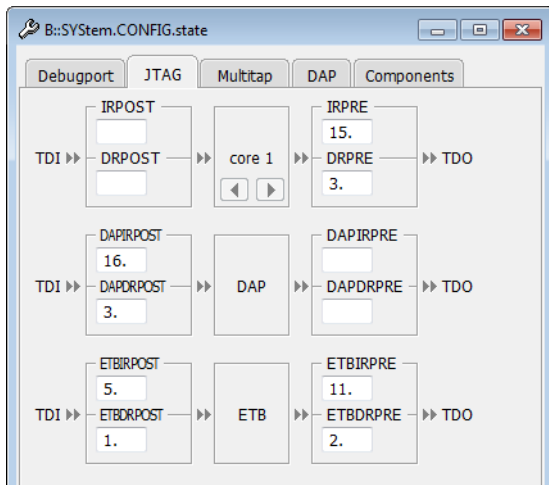 B::SYStem.CONFIG.state
Debugport JTAG Multitap DAP Components
IRPOST IRPRE
15.
TDI DRPOST core 1 DRPRE TDO
3.
DAPIRPOST DAPIRPRE
16.
TDI DAPDRPOST DAP DAPDRPRE TDO
3.
ETBIRPOST ETBIRPRE
5. 11.
TDI ETBDRPOST ETB ETBDRPRE TDO
1. 2.